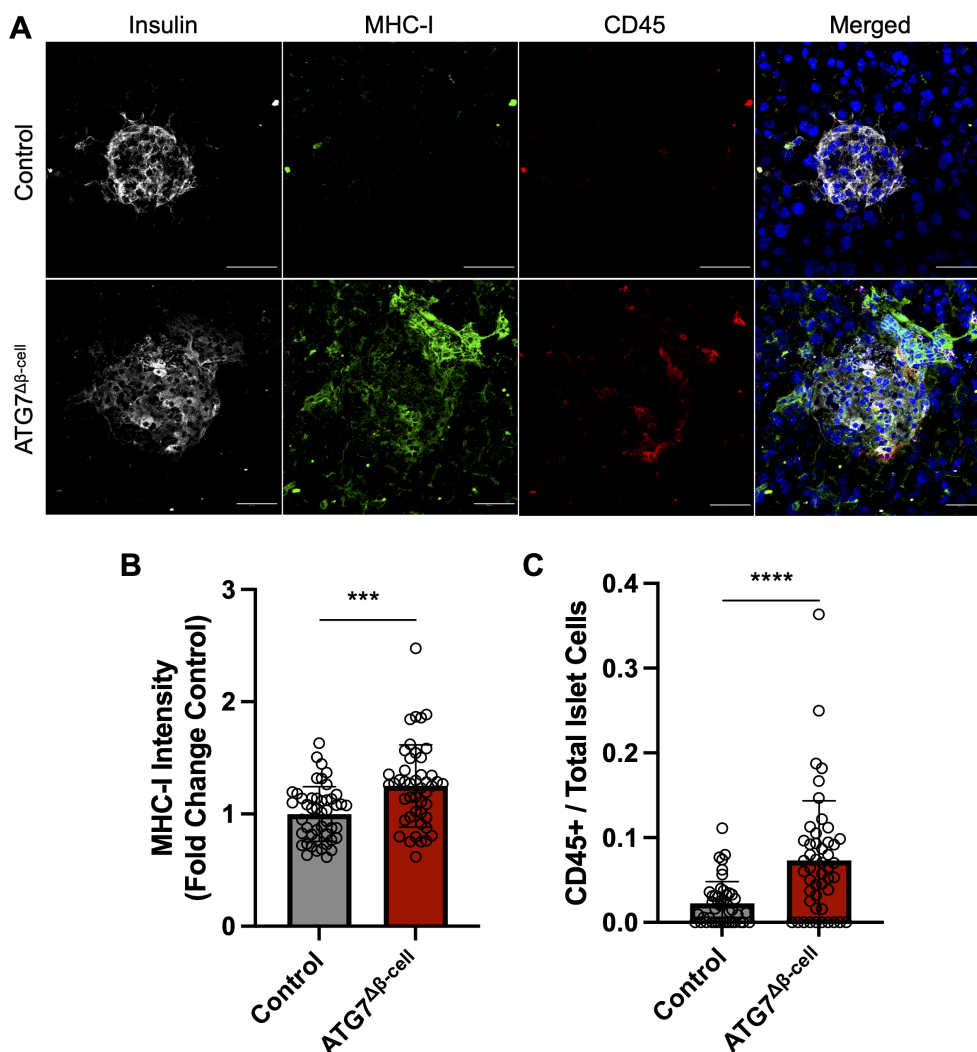 A
Insulin
MHC-I
CD45
Merged
Control
ATG7Δβ-cell
B
MHC-I Intensity
(Fold Change Control)
3
2
1
0
***
Control
ATG7Δβ-cell
C
CD45+ / Total Islet Cells
0.4
0.3
0.2
0.1
0.0
****
Control
ATG7Δβ-cell